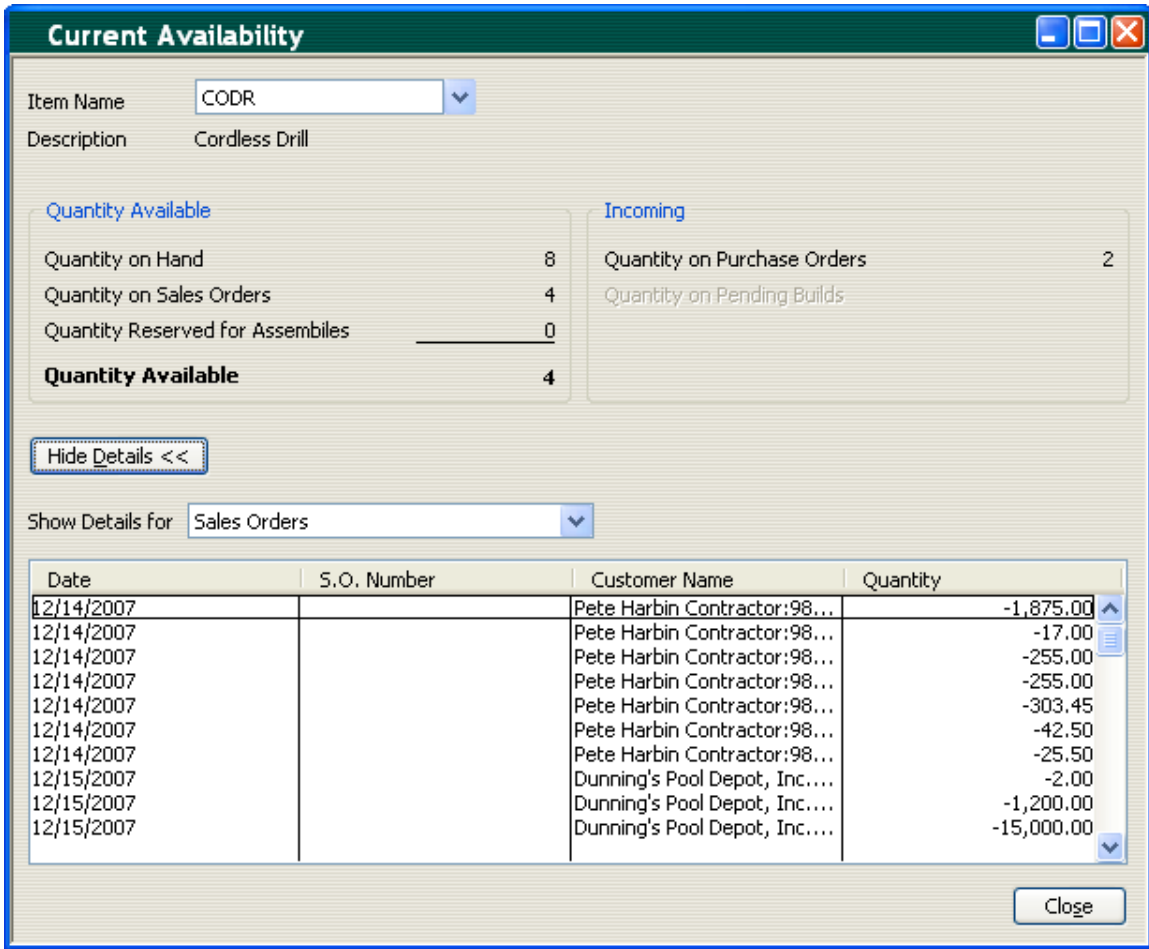 Current Availability
Item Name CODR
Description Cordless Drill
Quantity Available
Quantity on Hand 8
Quantity on Sales Orders 4
Quantity Reserved for Assembiles 0
Quantity Available 4
Incoming
Quantity on Purchase Orders 2
Quantity on Pending Builds
Hide Details <<
Show Details for Sales Orders
Date S.O. Number Customer Name Quantity
12/14/2007 Pete Harbin Contractor:98... -1,875.00
12/14/2007 Pete Harbin Contractor:98... -17.00
12/14/2007 Pete Harbin Contractor:98... -255.00
12/14/2007 Pete Harbin Contractor:98... -255.00
12/14/2007 Pete Harbin Contractor:98... -303.45
12/14/2007 Pete Harbin Contractor:98... -42.50
12/14/2007 Pete Harbin Contractor:98... -25.50
12/15/2007 Dunning's Pool Depot, Inc.... -2.00
12/15/2007 Dunning's Pool Depot, Inc.... -1,200.00
12/15/2007 Dunning's Pool Depot, Inc.... -15,000.00
Close